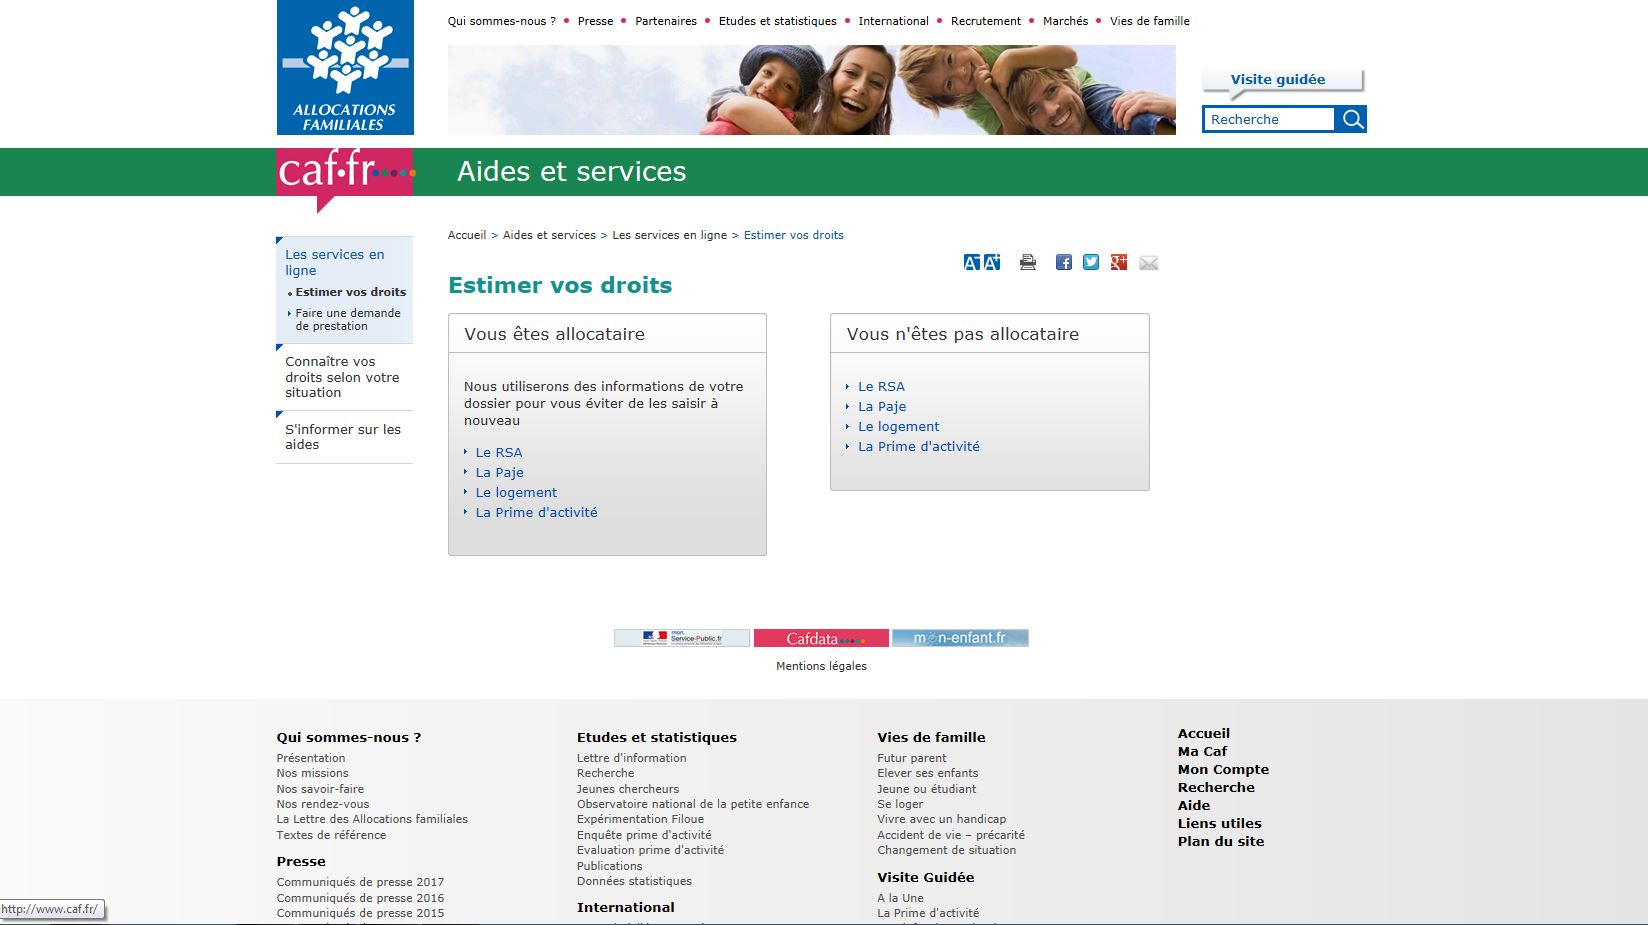 Qui sommes-nous ? Presse Partenaires Etudes et statistiques International Recrutement Marchés Vies de famille
ALLOCATIONS
FAMILIALES
Visite guidée
Recherche
caf.fr
Aides et services
Accueil > Aides et services > Les services en ligne > Estimer vos droits
Les services en
ligne
Estimer vos droits
Faire une demande
de prestation
Connaître vos
droits selon votre
situation
S'informer sur les
aides
A- A+
Estimer vos droits
Vous êtes allocataire
Nous utiliserons des informations de votre
dossier pour vous éviter de les saisir à
nouveau
Le RSA
La Paje
Le logement
La Prime d'activité
Vous n'êtes pas allocataire
Le RSA
La Paje
Le logement
La Prime d'activité
mon.
Service-Public.fr
Cafdata
mon-enfant.fr
Mentions légales
Qui sommes-nous ?
Présentation
Nos missions
Nos savoir-faire
Nos rendez-vous
La Lettre des Allocations familiales
Textes de référence
Presse
Communiqués de presse 2017
Communiqués de presse 2016
Communiqués de presse 2015
Etudes et statistiques
Lettre d'information
Recherche
Jeunes chercheurs
Observatoire national de la petite enfance
Expérimentation Filoue
Enquête prime d'activité
Evaluation prime d'activité
Publications
Données statistiques
International
Vies de famille
Futur parent
Elever ses enfants
Jeune ou étudiant
Se loger
Vivre avec un handicap
Accident de vie – précarité
Changement de situation
Visite Guidée
A la Une
La Prime d'activité
Accueil
Ma Caf
Mon Compte
Recherche
Aide
Liens utiles
Plan du site
http://www.caf.fr/